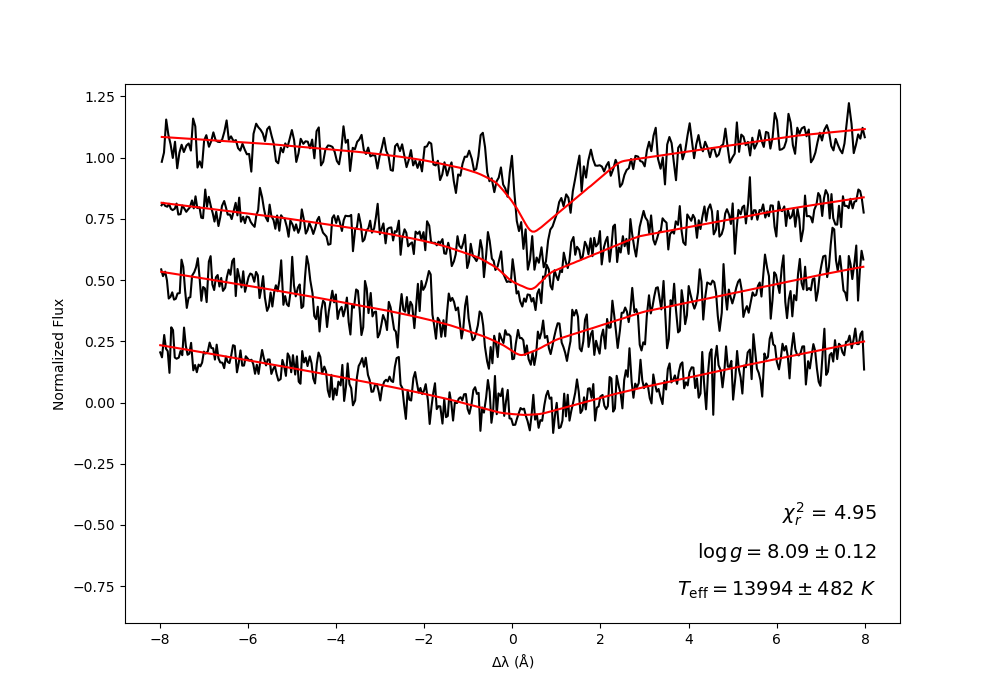 1.25
1.00
0.75
0.50
0.25
0.00
−0.25
−0.50
−0.75
Normalized Flux
χ²ᵣ = 4.95
log g = 8.09 ± 0.12
T_eff = 13994 ± 482 K
−8 −6 −4 −2 0 2 4 6 8
Δλ (Å)